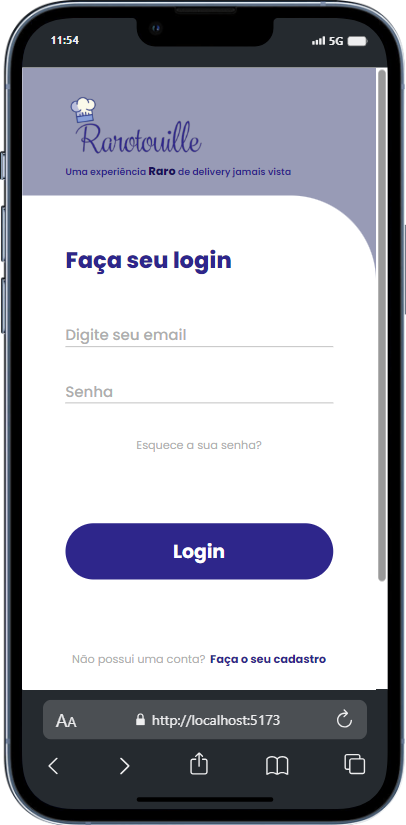 11:54
5G
Rarotouille
Uma experiência Raro de delivery jamais vista
Faça seu login
Digite seu email
Senha
Esquece a sua senha?
Login
Não possui uma conta? Faça o seu cadastro
AA
http://localhost:5173